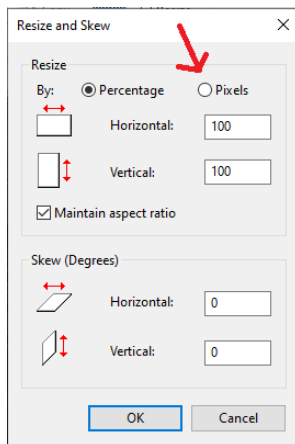 Resize and Skew
Resize
By: Percentage Pixels
Horizontal: 100
Vertical: 100
Maintain aspect ratio
Skew (Degrees)
Horizontal: 0
Vertical: 0
OK Cancel